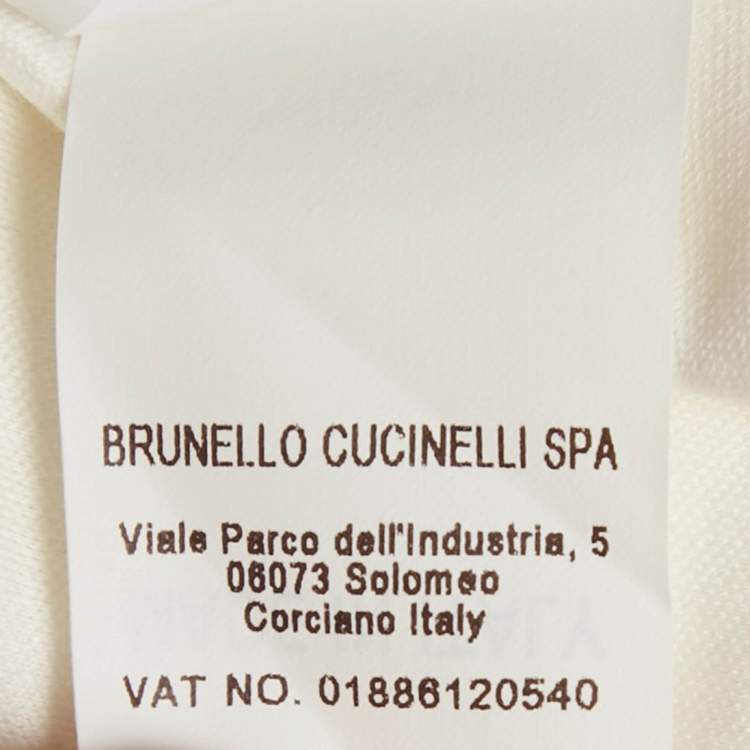 BRUNELLO CUCINELLI SPA
Viale Parco dell'Industria, 5
06073 Solomeo
Corciano Italy
VAT NO. 01886120540